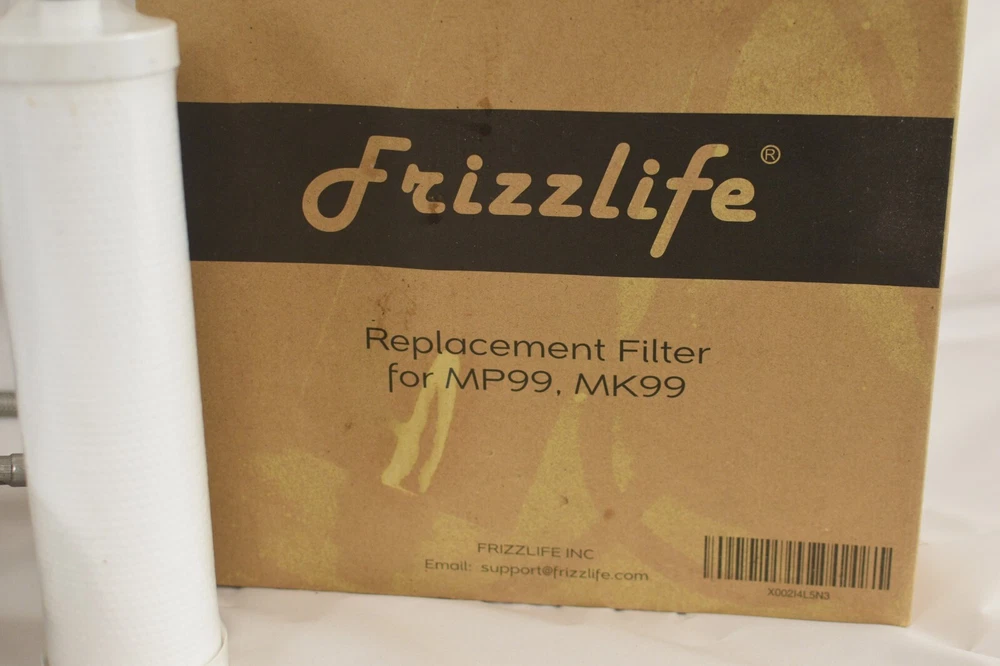 Frizzlife®
Replacement Filter
for MP99, MK99
FRIZZLIFE INC
Email: support@frizzlife.com
X002I4L5N3